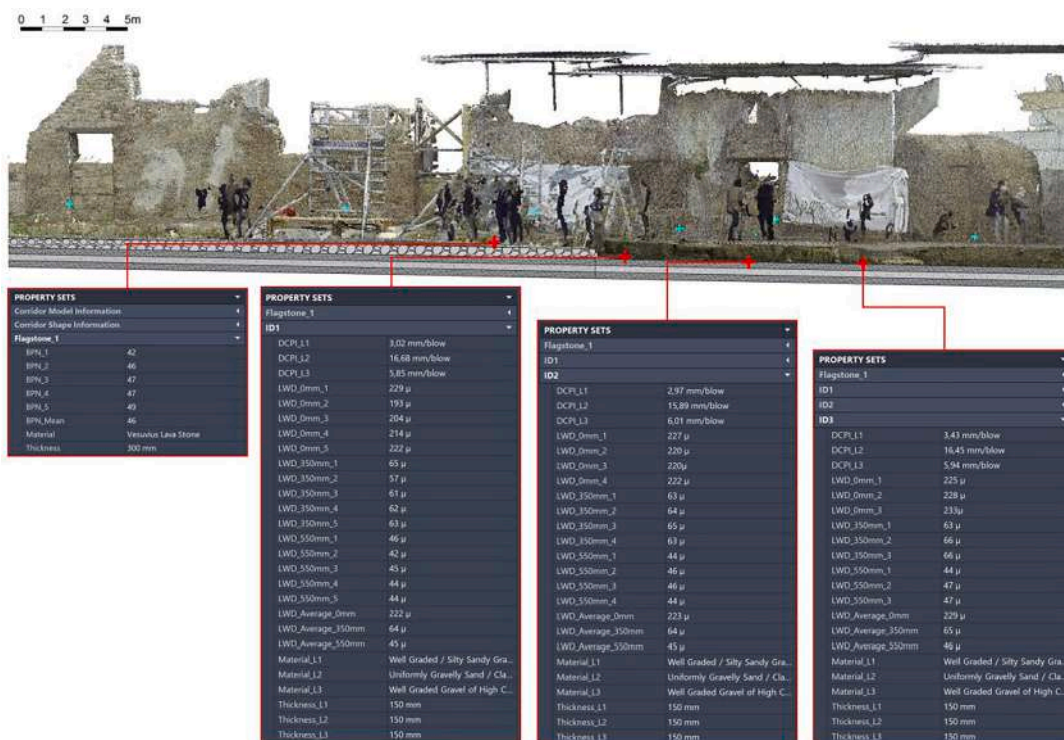 0 1 2 3 4 5m
PROPERTY SETS
Corridor Model Information
Corridor Shape Information
Flagstone_1
BPN_1 42
BPN_2 46
BPN_3 47
BPN_4 47
BPN_5 49
BPN_Mean 46
Material Vesuvius Lava Stone
Thickness 300 mm
PROPERTY SETS
Flagstone_1
ID1
DCPI_L1 3,02 mm/blow
DCPI_L2 16,68 mm/blow
DCPI_L3 5,85 mm/blow
LWD_0mm_1 229 µ
LWD_0mm_2 193 µ
LWD_0mm_3 204 µ
LWD_0mm_4 214 µ
LWD_0mm_5 222 µ
LWD_350mm_1 65 µ
LWD_350mm_2 57 µ
LWD_350mm_3 61 µ
LWD_350mm_4 62 µ
LWD_350mm_5 63 µ
LWD_550mm_1 46 µ
LWD_550mm_2 42 µ
LWD_550mm_3 45 µ
LWD_550mm_4 44 µ
LWD_550mm_5 44 µ
LWD_Average_0mm 222 µ
LWD_Average_350mm 64 µ
LWD_Average_550mm 45 µ
Material_L1 Well Graded / Silty Sandy Gra...
Material_L2 Uniformly Gravelly Sand / Cla...
Material_L3 Well Graded Gravel of High C...
Thickness_L1 150 mm
Thickness_L2 150 mm
Thickness_L3 150 mm
PROPERTY SETS
Flagstone_1
ID1
ID2
DCPI_L1 2,97 mm/blow
DCPI_L2 15,89 mm/blow
DCPI_L3 6,01 mm/blow
LWD_0mm_1 227 µ
LWD_0mm_2 220 µ
LWD_0mm_3 220µ
LWD_0mm_4 222 µ
LWD_350mm_1 63 µ
LWD_350mm_2 64 µ
LWD_350mm_3 65 µ
LWD_350mm_4 63 µ
LWD_550mm_1 44 µ
LWD_550mm_2 46 µ
LWD_550mm_3 46 µ
LWD_550mm_4 44 µ
LWD_Average_0mm 223 µ
LWD_Average_350mm 64 µ
LWD_Average_550mm 45 µ
Material_L1 Well Graded / Silty Sandy Gra...
Material_L2 Uniformly Gravelly Sand / Cla...
Material_L3 Well Graded Gravel of High C...
Thickness_L1 150 mm
Thickness_L2 150 mm
Thickness_L3 150 mm
PROPERTY SETS
Flagstone_1
ID1
ID2
ID3
DCPI_L1 3,43 mm/blow
DCPI_L2 16,45 mm/blow
DCPI_L3 5,94 mm/blow
LWD_0mm_1 225 µ
LWD_0mm_2 228 µ
LWD_0mm_3 233µ
LWD_350mm_1 63 µ
LWD_350mm_2 66 µ
LWD_350mm_3 66 µ
LWD_550mm_1 44 µ
LWD_550mm_2 47 µ
LWD_550mm_3 47 µ
LWD_Average_0mm 229 µ
LWD_Average_350mm 65 µ
LWD_Average_550mm 46 µ
Material_L1 Well Graded / Silty Sandy Gra...
Material_L2 Uniformly Gravelly Sand / Cla...
Material_L3 Well Graded Gravel of High C...
Thickness_L1 150 mm
Thickness_L2 150 mm
Thickness_L3 150 mm